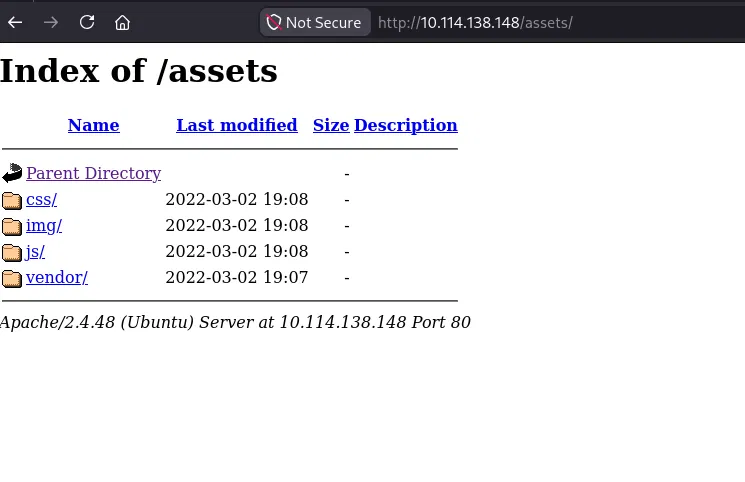 Not Secure http://10.114.138.148/assets/
Index of /assets
Name Last modified Size Description
Parent Directory -
css/ 2022-03-02 19:08 -
img/ 2022-03-02 19:08 -
js/ 2022-03-02 19:08 -
vendor/ 2022-03-02 19:07 -
Apache/2.4.48 (Ubuntu) Server at 10.114.138.148 Port 80